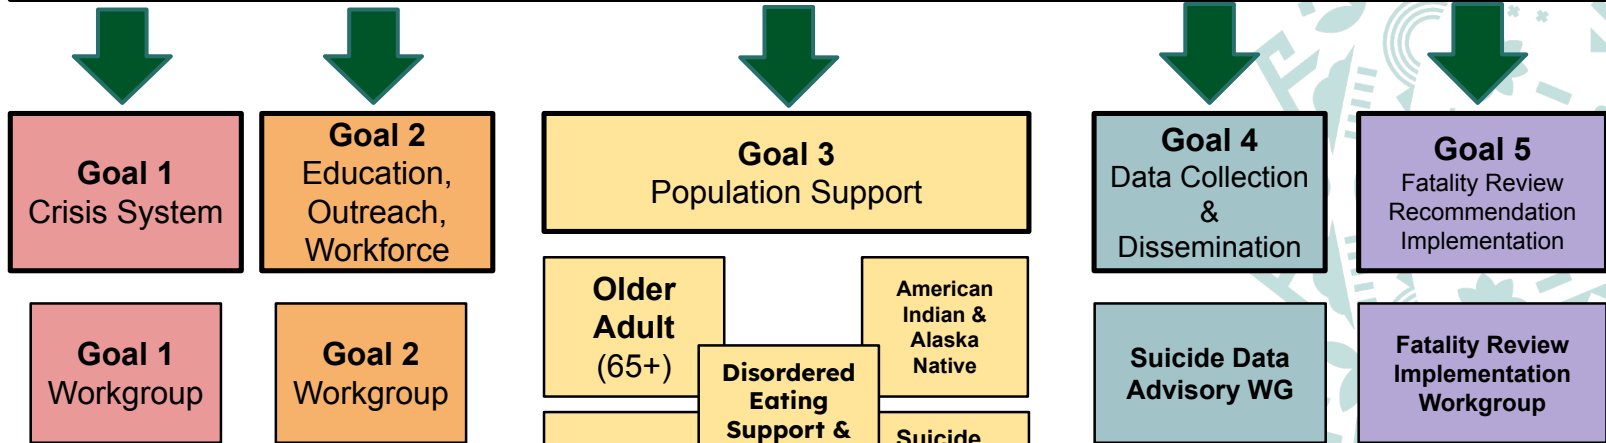 Goal 1
Crisis System
Goal 2
Education,
Outreach,
Workforce
Goal 3
Population Support
Goal 4
Data Collection
&
Dissemination
Goal 5
Fatality Review
Recommendation
Implementation
Goal 1
Workgroup
Goal 2
Workgroup
Older
Adult
(65+)
American
Indian &
Alaska
Native
Disordered
Eating
Support &
Suicide
Suicide Data
Advisory WG
Fatality Review
Implementation
Workgroup